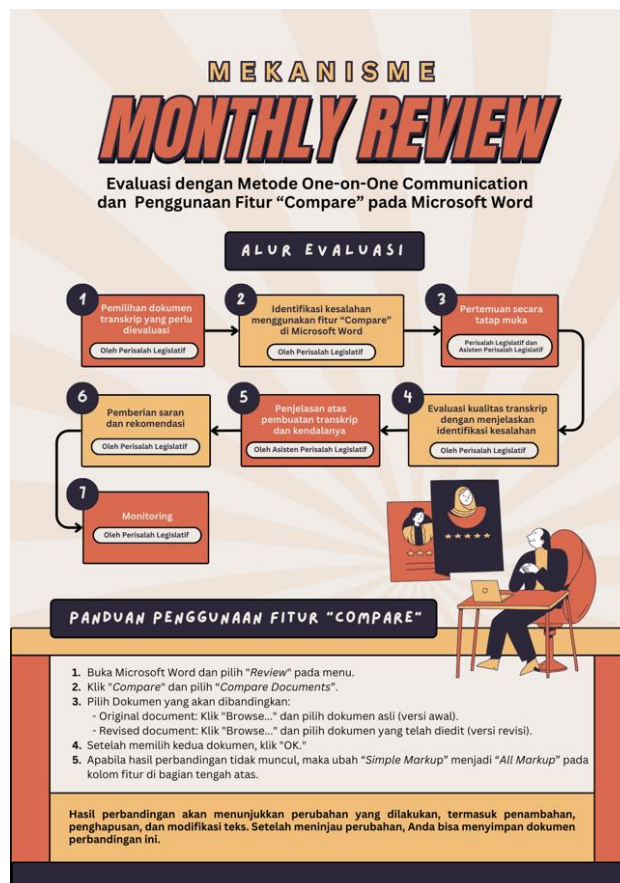 MEKANISME
MONTHLY REVIEW
Evaluasi dengan Metode One-on-One Communication
dan Penggunaan Fitur “Compare” pada Microsoft Word
ALUR EVALUASI
1
Pemilihan dokumen
transkrip yang perlu
dievaluasi
Oleh Perisalah Legislatif
2
Identifikasi kesalahan
menggunakan fitur “Compare”
di Microsoft Word
Oleh Perisalah Legislatif
3
Pertemuan secara
tatap muka
Perisalah Legislatif dan
Asisten Perisalah Legislatif
4
Evaluasi kualitas transkrip
dengan menjelaskan
identifikasi kesalahan
Oleh Perisalah Legislatif
5
Penjelasan atas
pembuatan transkrip
dan kendalanya
Oleh Asisten Perisalah Legislatif
6
Pemberian saran
dan rekomendasi
Oleh Perisalah Legislatif
7
Monitoring
Oleh Perisalah Legislatif
PANDUAN PENGGUNAAN FITUR "COMPARE"
1. Buka Microsoft Word dan pilih "Review" pada menu.
2. Klik "Compare" dan pilih “Compare Documents”.
3. Pilih Dokumen yang akan dibandingkan:
- Original document: Klik "Browse..." dan pilih dokumen asli (versi awal).
- Revised document: Klik "Browse..." dan pilih dokumen yang telah diedit (versi revisi).
4. Setelah memilih kedua dokumen, klik "OK."
5. Apabila hasil perbandingan tidak muncul, maka ubah “Simple Markup” menjadi “All Markup” pada
kolom fitur di bagian tengah atas.
Hasil perbandingan akan menunjukkan perubahan yang dilakukan, termasuk penambahan,
penghapusan, dan modifikasi teks. Setelah meninjau perubahan, Anda bisa menyimpan dokumen
perbandingan ini.